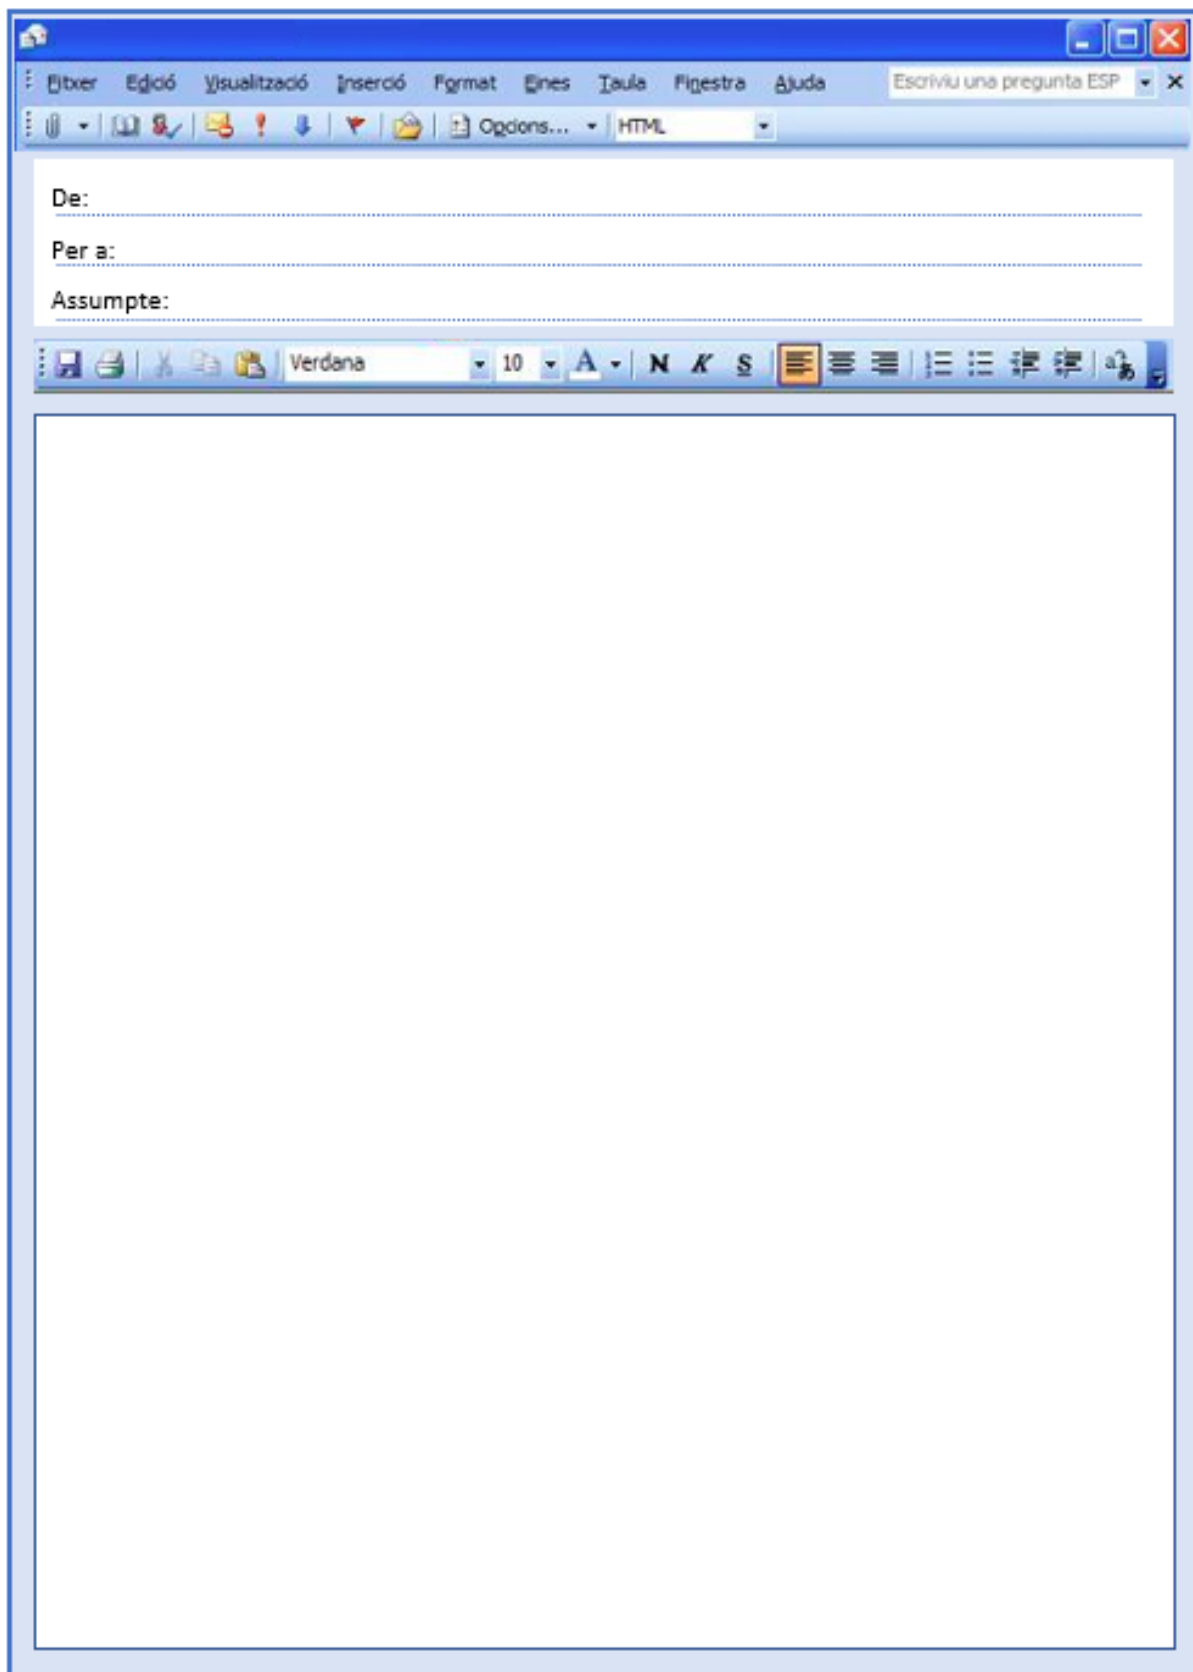 Fitxer Edició Visualització Inserció Format Eines Taula Finestra Ajuda Escriviu una pregunta ESP
Opcions... HTML
De:
Per a:
Assumpte:
Verdana 10 A N K S